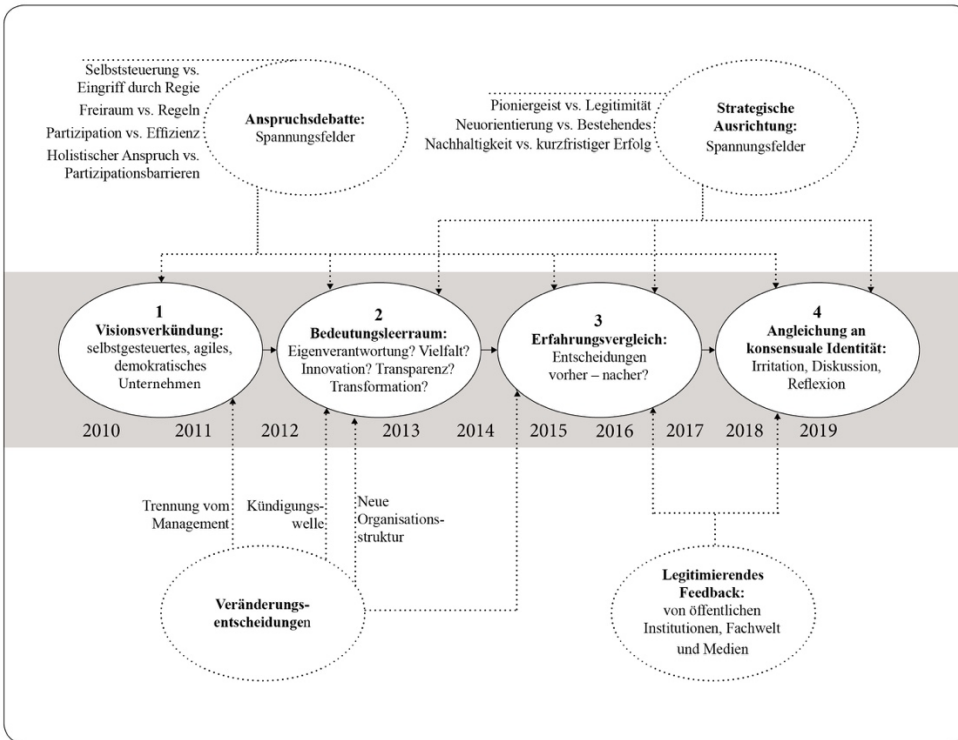 Selbststeuerung vs.
Eingriff durch Regie
Freiraum vs. Regeln
Partizipation vs. Effizienz
Holistischer Anspruch vs.
Partizipationsbarrieren
Anspruchsdebatte:
Spannungsfelder
Pioniergeist vs. Legitimität
Neuorientierung vs. Bestehendes
Nachhaltigkeit vs. kurzfristiger Erfolg
Strategische
Ausrichtung:
Spannungsfelder
1
Visionsverkündung:
selbstgesteuertes, agiles,
demokratisches
Unternehmen
2
Bedeutungsleerraum:
Eigenverantwortung? Vielfalt?
Innovation? Transparenz?
Transformation?
3
Erfahrungsvergleich:
Entscheidungen
vorher – nacher?
4
Angleichung an
konsensuale Identität:
Irritation, Diskussion,
Reflexion
2010 2011 2012 2013 2014 2015 2016 2017 2018 2019
Trennung vom
Management
Kündigungs-
welle
Neue
Organisations-
struktur
Veränderungs-
entscheidungen
Legitimierendes
Feedback:
von öffentlichen
Institutionen, Fachwelt
und Medien